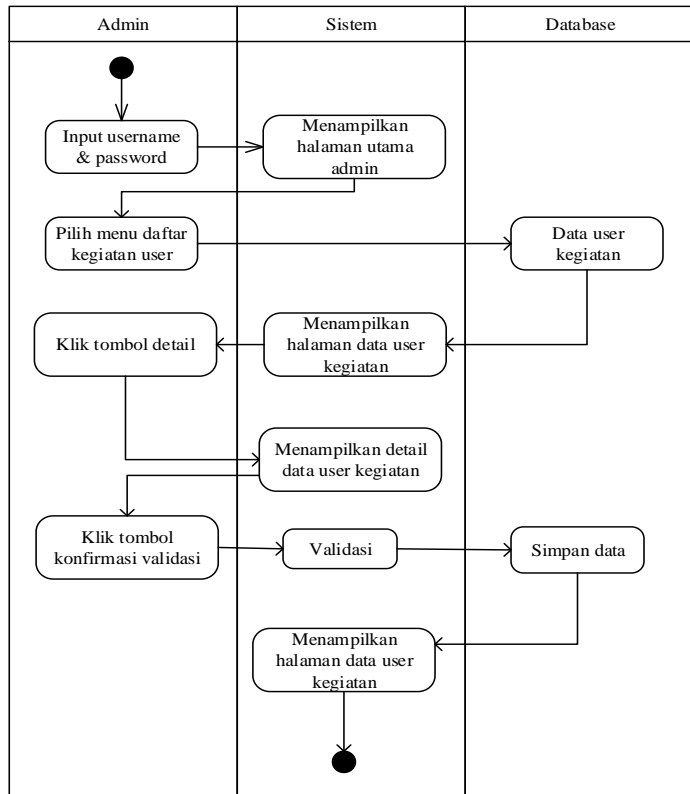 Admin
Sistem
Database
Input username
& password
Menampilkan
halaman utama
admin
Pilih menu daftar
kegiatan user
Data user
kegiatan
Menampilkan
halaman data user
kegiatan
Klik tombol detail
Menampilkan detail
data user kegiatan
Klik tombol
konfirmasi validasi
Validasi
Simpan data
Menampilkan
halaman data user
kegiatan